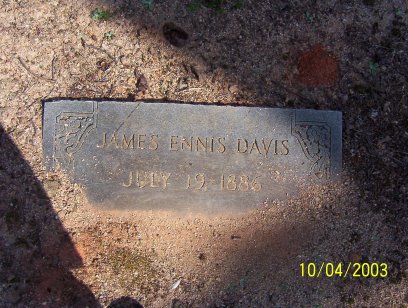 JAMES ENNIS DAVIS
JULY 19, 1886
10/04/2003